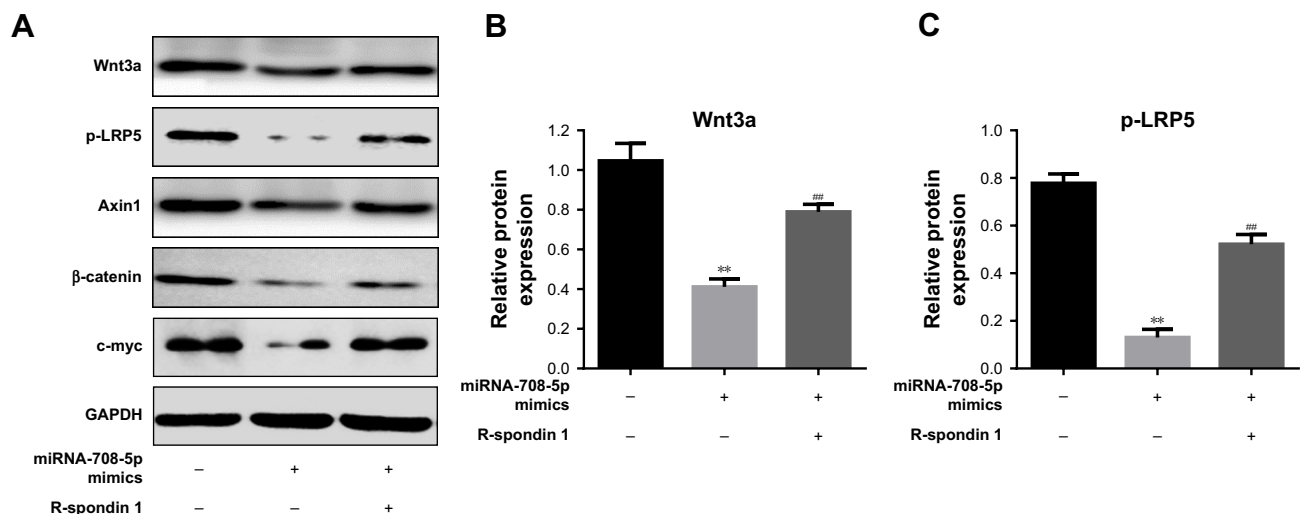 A
Wnt3a
p-LRP5
Axin1
β-catenin
c-myc
GAPDH
miRNA-708-5p
mimics
– + +
R-spondin 1
– – +
B
Wnt3a
Relative protein
expression
1.2
1.0
0.8
0.6
0.4
0.2
0.0
**
##
miRNA-708-5p
mimics
– + +
R-spondin 1
– – +
C
p-LRP5
Relative protein
expression
1.0
0.8
0.6
0.4
0.2
0.0
**
##
miRNA-708-5p
mimics
– + +
R-spondin 1
– – +